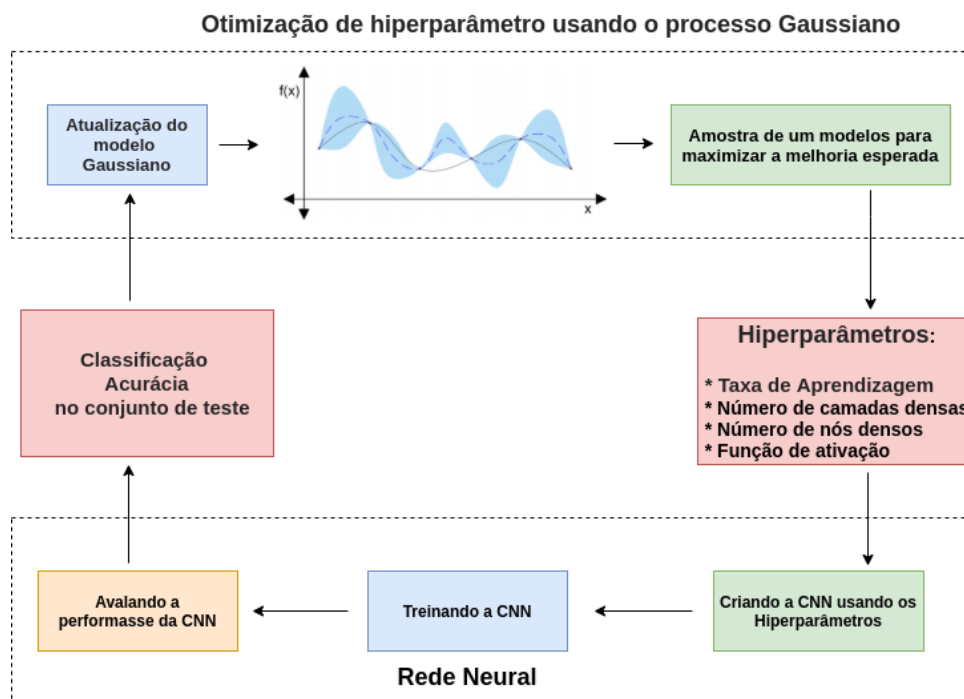 Otimização de hiperparâmetro usando o processo Gaussiano
Atualização do
modelo
Gaussiano
f(x)
x
Amostra de um modelos para
maximizar a melhoria esperada
Classificação
Acurácia
no conjunto de teste
Hiperparâmetros:
* Taxa de Aprendizagem
* Número de camadas densas
* Número de nós densos
* Função de ativação
Avalando a
performasse da CNN
Treinando a CNN
Criando a CNN usando os
Hiperparâmetros
Rede Neural